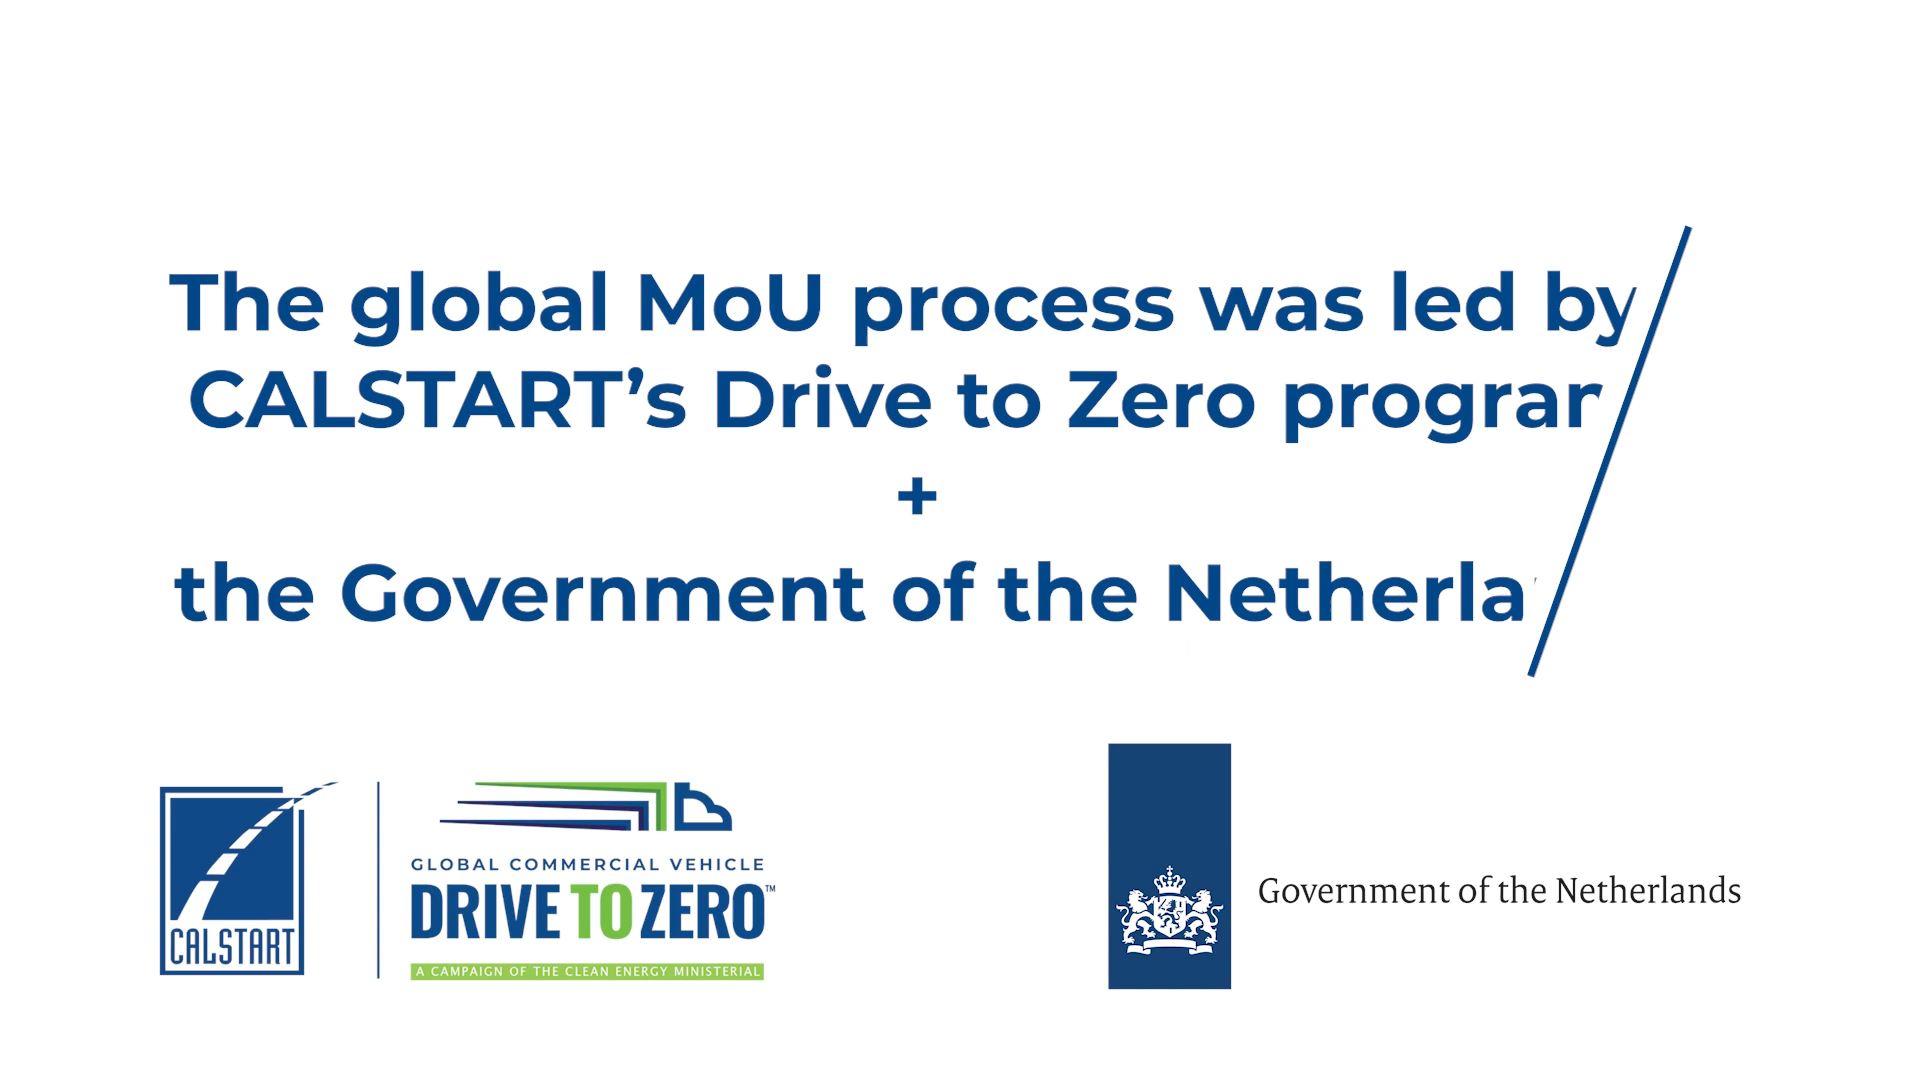 The global MoU process was led by
CALSTART’s Drive to Zero progra
+
the Government of the Netherla
CALSTART
GLOBAL COMMERCIAL VEHICLE
DRIVE TO ZERO™
A CAMPAIGN OF THE CLEAN ENERGY MINISTERIAL
Government of the Netherlands